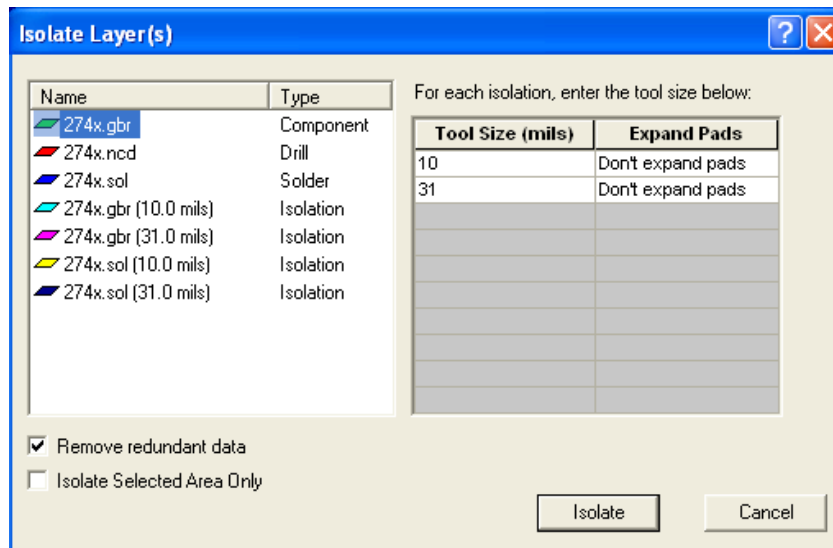 Isolate Layer(s)
For each isolation, enter the tool size below:
Name Type
274x.gbr Component
274x.ncd Drill
274x.sol Solder
274x.gbr (10.0 mils) Isolation
274x.gbr (31.0 mils) Isolation
274x.sol (10.0 mils) Isolation
274x.sol (31.0 mils) Isolation
Tool Size (mils) Expand Pads
10 Don't expand pads
31 Don't expand pads
Remove redundant data
Isolate Selected Area Only
Isolate Cancel